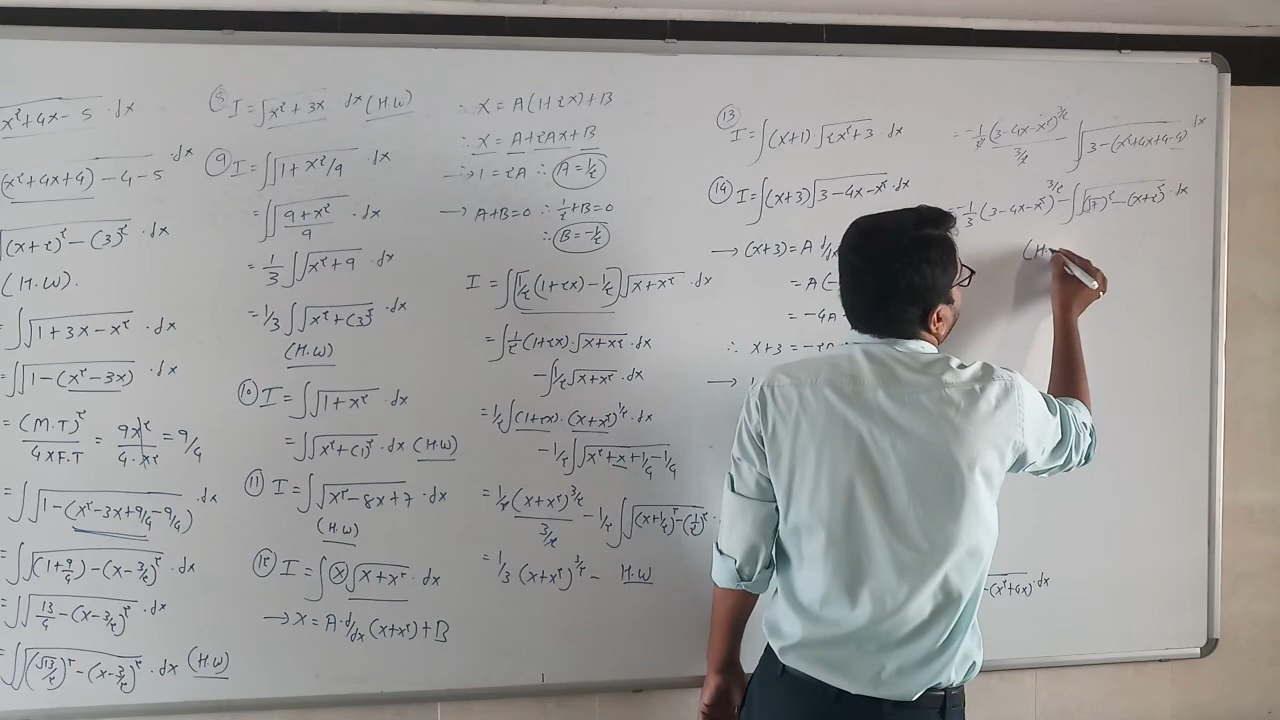 √x²+4x-5 · dx
(x²+4x+4) -4-5 dx
√(x+2)² - (3)² · dx
(H.W).
= ∫√1+3x-x² · dx
= ∫√1-(x²-3x) · dx
= (M.T)² / 4xF.T = 9x² / 4·x² = 9/4
= ∫√1-(x²-3x+9/4-9/4) · dx
= ∫√(1+9/4) - (x-3/2)² · dx
= ∫√13/4 - (x-3/2)² · dx
= ∫√(√13/2)² - (x-3/2)² · dx (H.W)
⑧ I = ∫√x²+3x dx (H.W)
⑨ I = ∫√1+x²/9 · dx
= ∫√9+x²/9 · dx
= 1/3 ∫√x²+9 · dx
= 1/3 ∫√x²+(3)² · dx
(H.W)
⑩ I = ∫√1+x² · dx
= ∫√x²+(1)² · dx (H.W)
⑪ I = ∫√x²-8x+7 · dx
(H.W)
⑫ I = ∫x√x+x² · dx
→ x = A·d/dx (x+x²) + B
∴ x = A(1+2x)+B
∴ x = A+2Ax+B
→ 1 = 2A ∴ A = 1/2
→ A+B=0 ∴ 1/2+B=0
∴ B = -1/2
I = ∫[1/2(1+2x) - 1/2]√x+x² · dx
= ∫1/2(1+2x)·√x+x² · dx
- ∫1/2√x+x² · dx
= 1/2∫(1+2x)·(x+x²)^1/2 · dx
- 1/2∫√x²+x+1/4-1/4
= 1/2 (x+x²)^3/2 / 3/2 - 1/2∫√(x+1/2)²-(1/2)²
= 1/3 (x+x²)^3/2 - H.W
⑬ I = ∫(x+1)√2x²+3 dx
⑭ I = ∫(x+3)√3-4x-x² · dx
→ (x+3) = A d/dx
= A(-
= -4A
∴ x+3 = -2A
→
= -1/2 (3-4x-x²)^3/2 / 3/2 ∫√3-(x²+4x+4-4) dx
= -1/3 (3-4x-x²)^3/2 - ∫√(√7)²-(x+2)² · dx
(H.
-(x²+4x) · dx